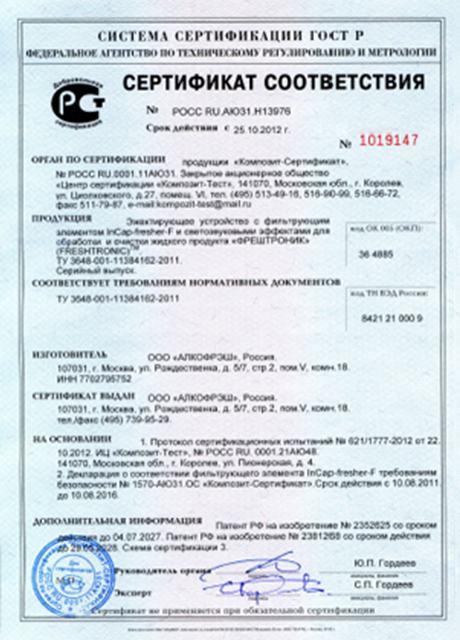 СИСТЕМА СЕРТИФИКАЦИИ ГОСТ Р
ФЕДЕРАЛЬНОЕ АГЕНТСТВО ПО ТЕХНИЧЕСКОМУ РЕГУЛИРОВАНИЮ И МЕТРОЛОГИИ
Добровольная
сертификация
СЕРТИФИКАТ СООТВЕТСТВИЯ
№ РОСС RU.АЮ31.Н13976
Срок действия с 25.10.2012 г.
№ 1019147
ОРГАН ПО СЕРТИФИКАЦИИ продукции «Композит-Сертификат»,
№ РОСС RU.0001.11АЮ31. Закрытое акционерное общество
«Центр сертификации «Композит-Тест», 141070, Московская обл., г. Королев,
ул. Циолковского, д.27, помещ. VI, тел. (495) 513-49-16, 516-90-99, 516-66-72,
факс 511-79-87, e-mail:kompozit-test@mail.ru
ПРОДУКЦИЯ Энактирующее устройство с фильтрующим
элементом InCap-fresher-F и светозвуковыми эффектами для
обработки и очистки жидкого продукта «ФРЕШТРОНИК»
(FRESHTRONIC)™
ТУ 3648-001-11384162-2011.
Серийный выпуск.
код ОК 005 (ОКП):
36 4885
СООТВЕТСТВУЕТ ТРЕБОВАНИЯМ НОРМАТИВНЫХ ДОКУМЕНТОВ
ТУ 3648-001-11384162-2011
код ТН ВЭД России:
8421 21 000 9
ИЗГОТОВИТЕЛЬ ООО «АЛКОФРЭШ», Россия.
107031, г. Москва, ул. Рождественка, д. 5/7, стр.2, пом.V, комн.18.
ИНН 7702795752
СЕРТИФИКАТ ВЫДАН ООО «АЛКОФРЭШ», Россия.
107031, г. Москва, ул. Рождественка, д. 5/7, стр.2, пом.V, комн.18.
тел./факс (495) 739-95-29.
НА ОСНОВАНИИ 1. Протокол сертификационных испытаний № 621/1777-2012 от 22.
10.2012. ИЦ «Композит-Тест», № РОСС RU. 0001.21АЮ48.
141070, Московская обл., г. Королев, ул. Пионерская, д. 4.
2. Декларация о соответствии фильтрующего элемента InCap-fresher-F требованиям
безопасности № 1570-АЮ31.ОС «Композит-Сертификат».Срок действия с 10.08.2011.
до 10.08.2016.
ДОПОЛНИТЕЛЬНАЯ ИНФОРМАЦИЯ Патент РФ на изобретение № 2352625 со сроком
действия до 04.07.2027. Патент РФ на изобретение № 2381268 со сроком действия
до 29.05.2028. Схема сертификации 3.
Руководитель органа
Ю.П. Гордеев
Эксперт
С.П. Гордеев
Сертификат не применяется при обязательной сертификации